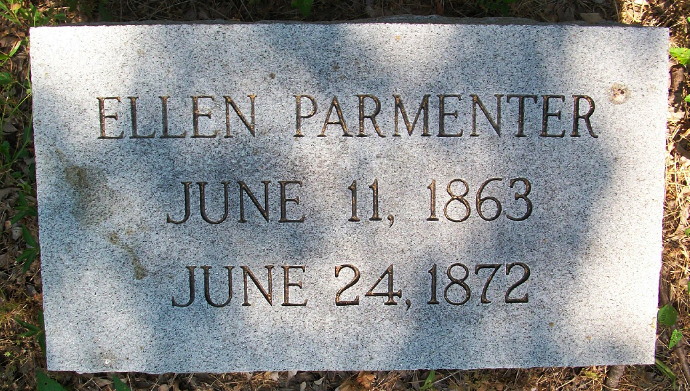 ELLEN PARMENTER
JUNE 11, 1863
JUNE 24, 1872